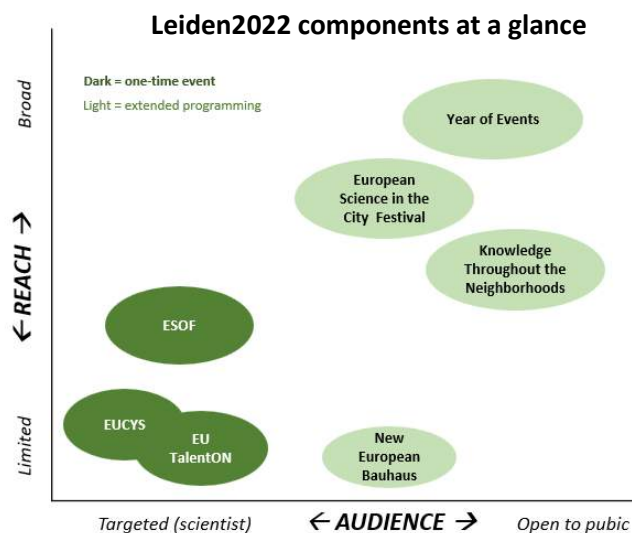 Leiden2022 components at a glance
Dark = one-time event
Light = extended programming
Broad
← REACH →
Limited
Year of Events
European
Science in the
City Festival
Knowledge
Throughout the
Neighborhoods
ESOF
EUCYS
EU
TalentON
New
European
Bauhaus
Targeted (scientist)
← AUDIENCE →
Open to pubic